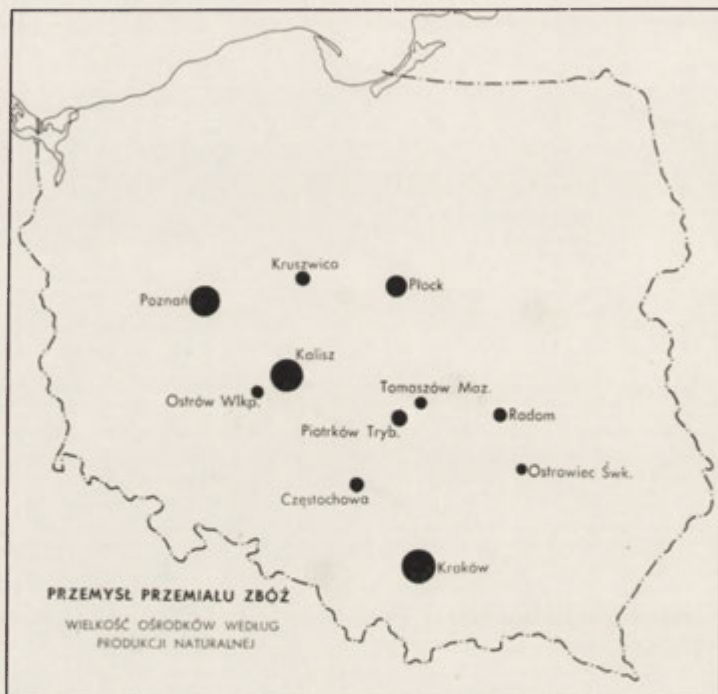 Kruszwica
Płock
Poznań
Kalisz
Ostrów Wlkp.
Tomaszów Maz.
Radom
Piotrków Tryb.
Ostrowiec Świk.
Częstochowa
Kraków
PRZEMYSŁ PRZEMIAŁU ZBÓŻ
WIELKOŚĆ OŚRODKÓW WEDŁUG
PRODUKCJI NATURALNEJ